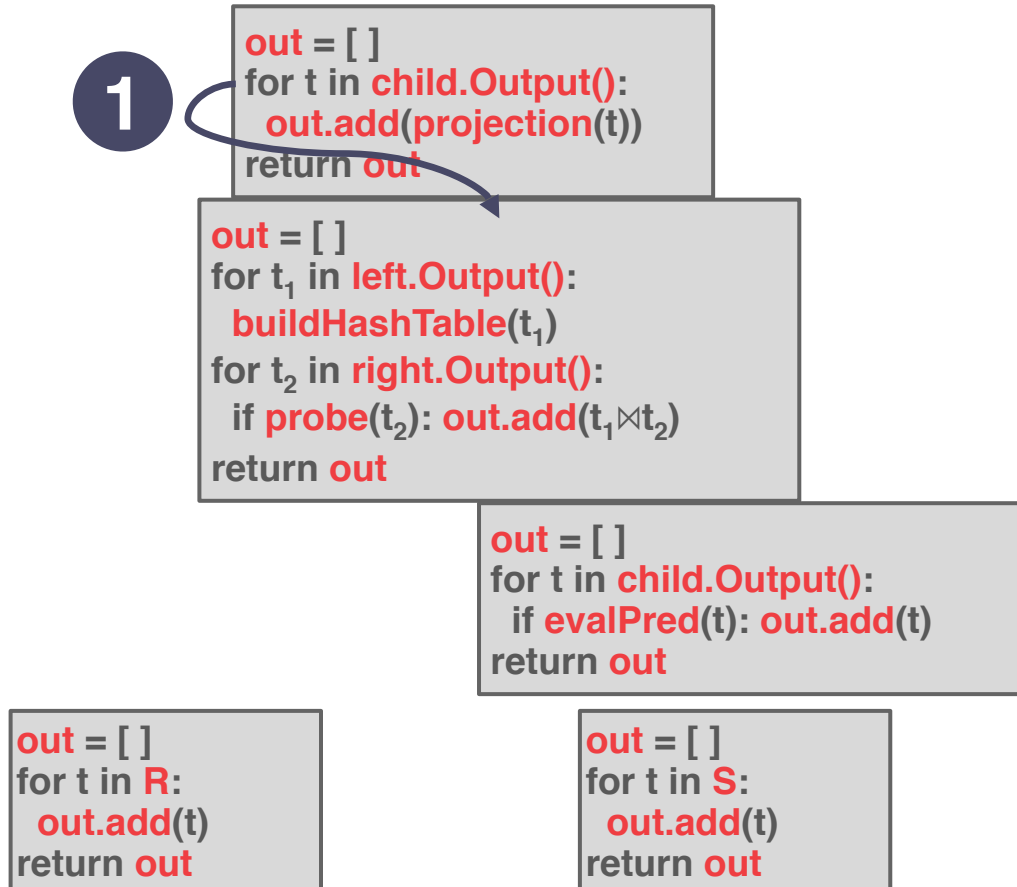 1
out = [ ]
for t in child.Output():
out.add(projection(t))
return out
out = [ ]
for t₁ in left.Output():
buildHashTable(t₁)
for t₂ in right.Output():
if probe(t₂): out.add(t₁⨝t₂)
return out
out = [ ]
for t in child.Output():
if evalPred(t): out.add(t)
return out
out = [ ]
for t in R:
out.add(t)
return out
out = [ ]
for t in S:
out.add(t)
return out